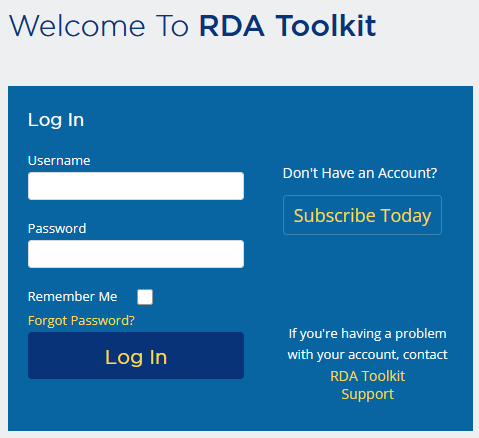 Welcome To RDA Toolkit
Log In
Username
Password
Remember Me
Forgot Password?
Log In
Don't Have an Account?
Subscribe Today
If you're having a problem
with your account, contact
RDA Toolkit
Support